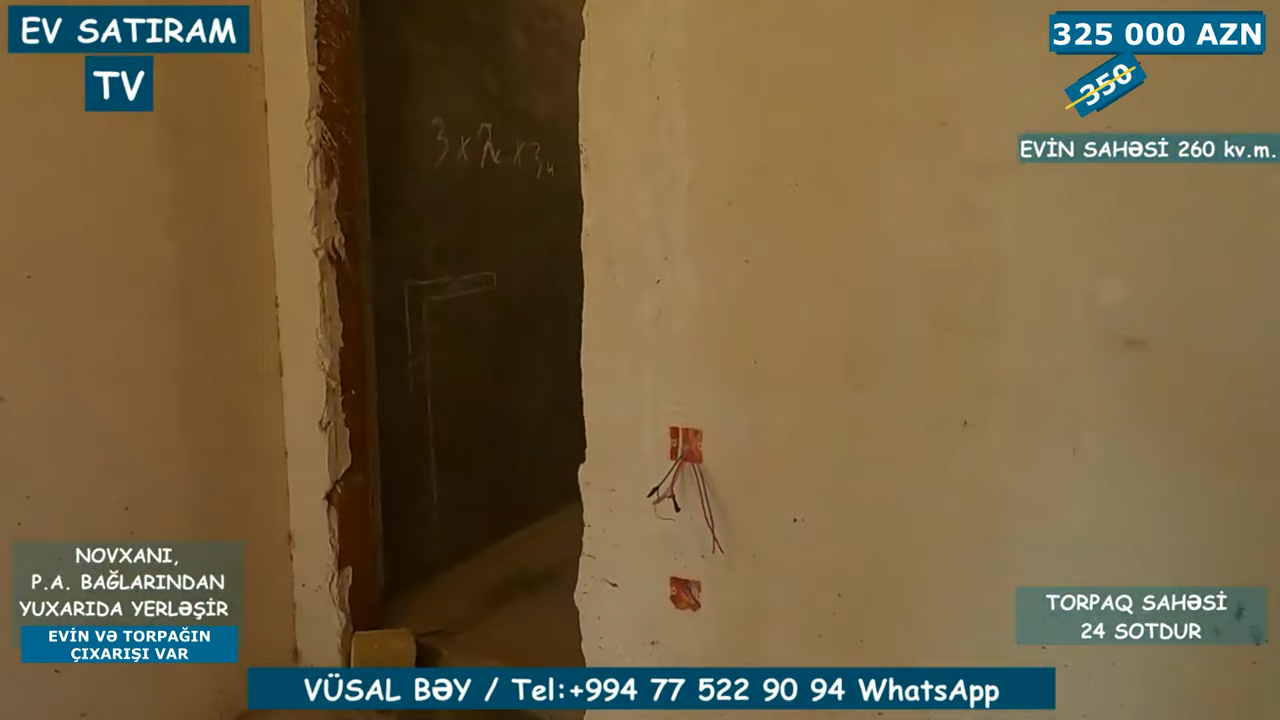 EV SATIRAM
TV
325 000 AZN
350
EVİN SAHƏSİ 260 kv.m.
NOVXANI,
P.A. BAĞLARINDAN
YUXARIDA YERLƏŞİR
EVİN VƏ TORPAĞIN
ÇIXARIŞI VAR
TORPAQ SAHƏSİ
24 SOTDUR
VÜSAL BƏY / Tel:+994 77 522 90 94 WhatsApp